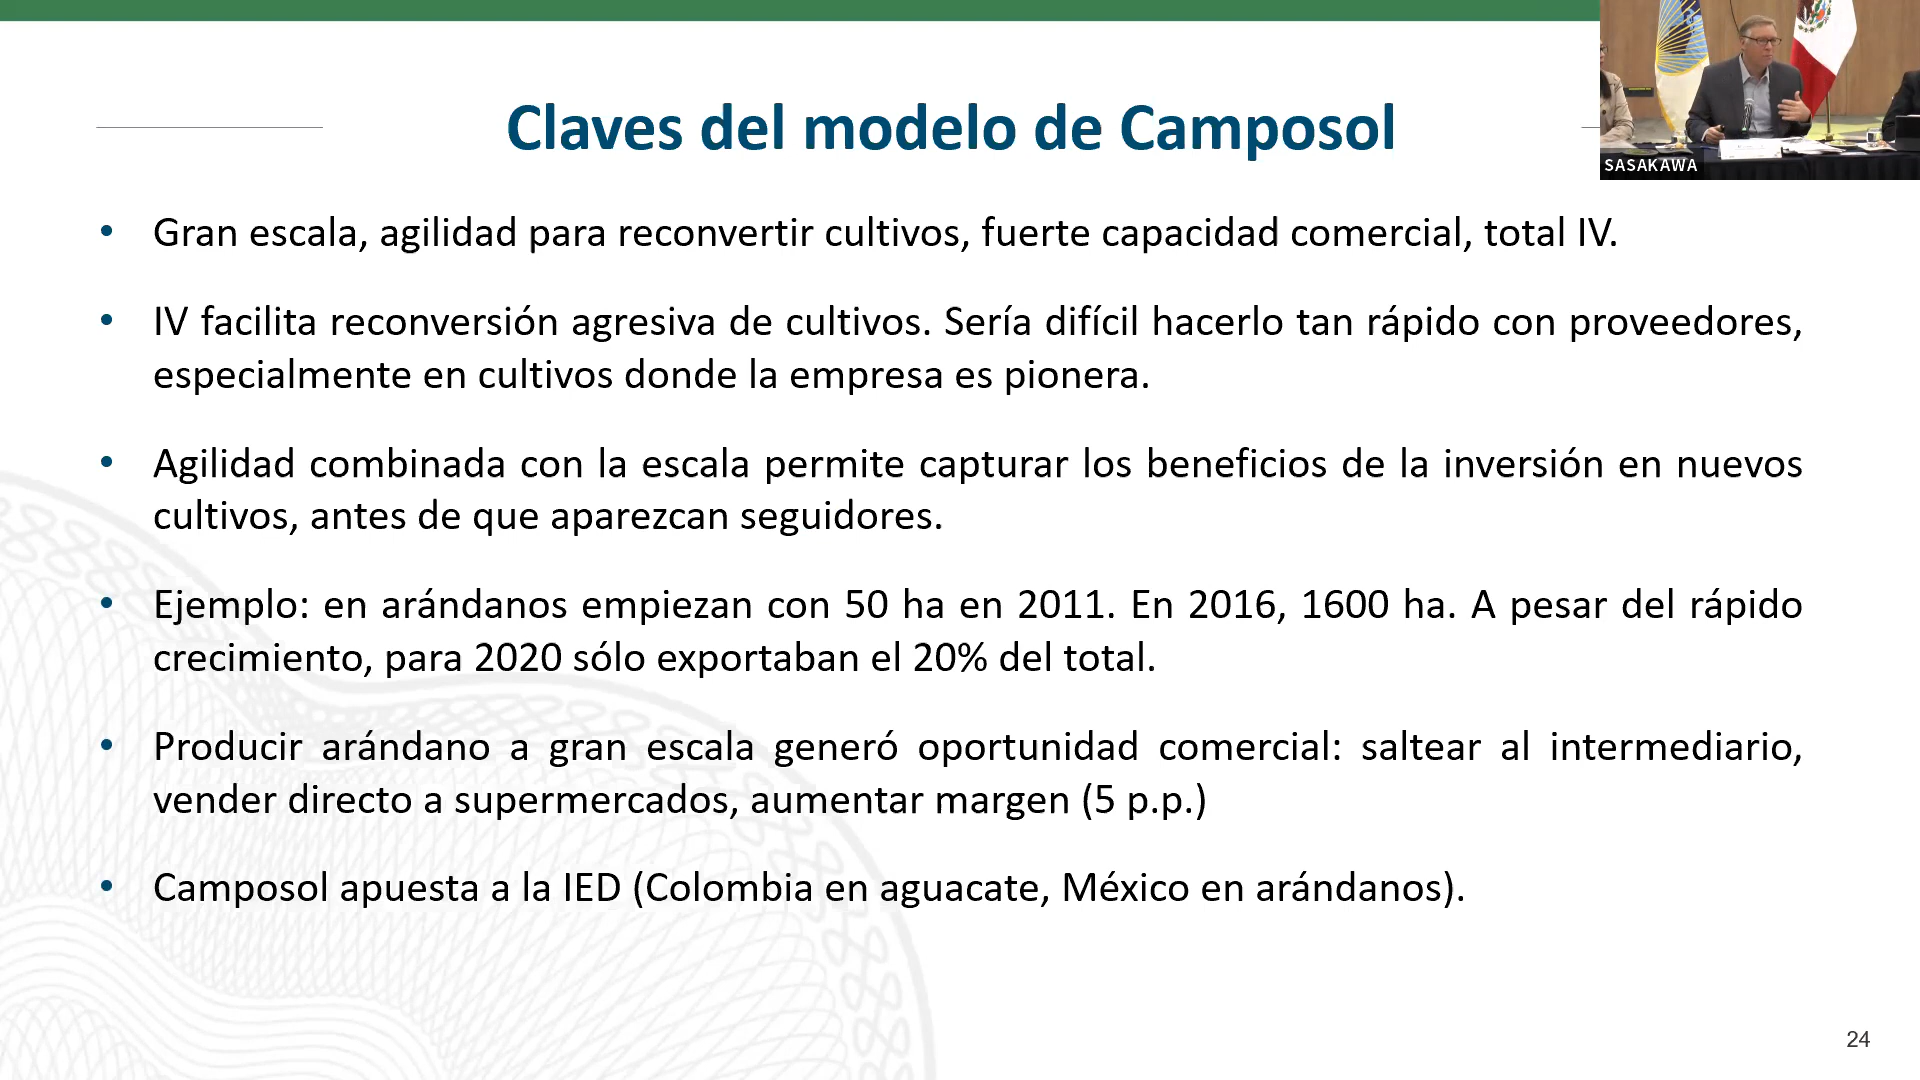 Claves del modelo de Camposol
SASAKAWA
• Gran escala, agilidad para reconvertir cultivos, fuerte capacidad comercial, total IV.
• IV facilita reconversión agresiva de cultivos. Sería difícil hacerlo tan rápido con proveedores,
especialmente en cultivos donde la empresa es pionera.
• Agilidad combinada con la escala permite capturar los beneficios de la inversión en nuevos
cultivos, antes de que aparezcan seguidores.
• Ejemplo: en arándanos empiezan con 50 ha en 2011. En 2016, 1600 ha. A pesar del rápido
crecimiento, para 2020 sólo exportaban el 20% del total.
• Producir arándano a gran escala generó oportunidad comercial: saltear al intermediario,
vender directo a supermercados, aumentar margen (5 p.p.)
• Camposol apuesta a la IED (Colombia en aguacate, México en arándanos).
24